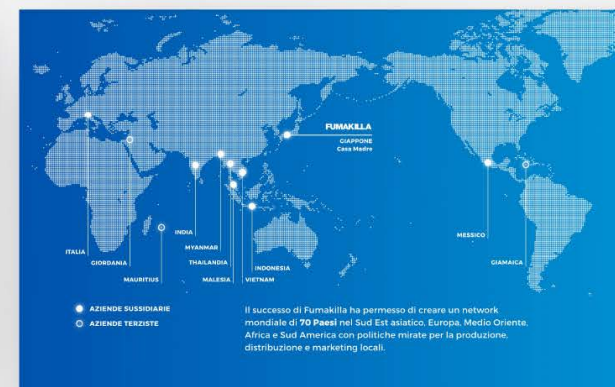 FUMAKILLA
GIAPPONE
Casa Madre
ITALIA
GIORDANIA
MAURITIUS
INDIA
MYANMAR
THAILANDIA
MALESIA
VIETNAM
INDONESIA
MESSICO
GIAMAICA
AZIENDE SUSSIDIARIE
AZIENDE TERZISTE
Il successo di Fumakilla ha permesso di creare un network
mondiale di 70 Paesi nel Sud Est asiatico, Europa, Medio Oriente,
Africa e Sud America con politiche mirate per la produzione,
distribuzione e marketing locali.